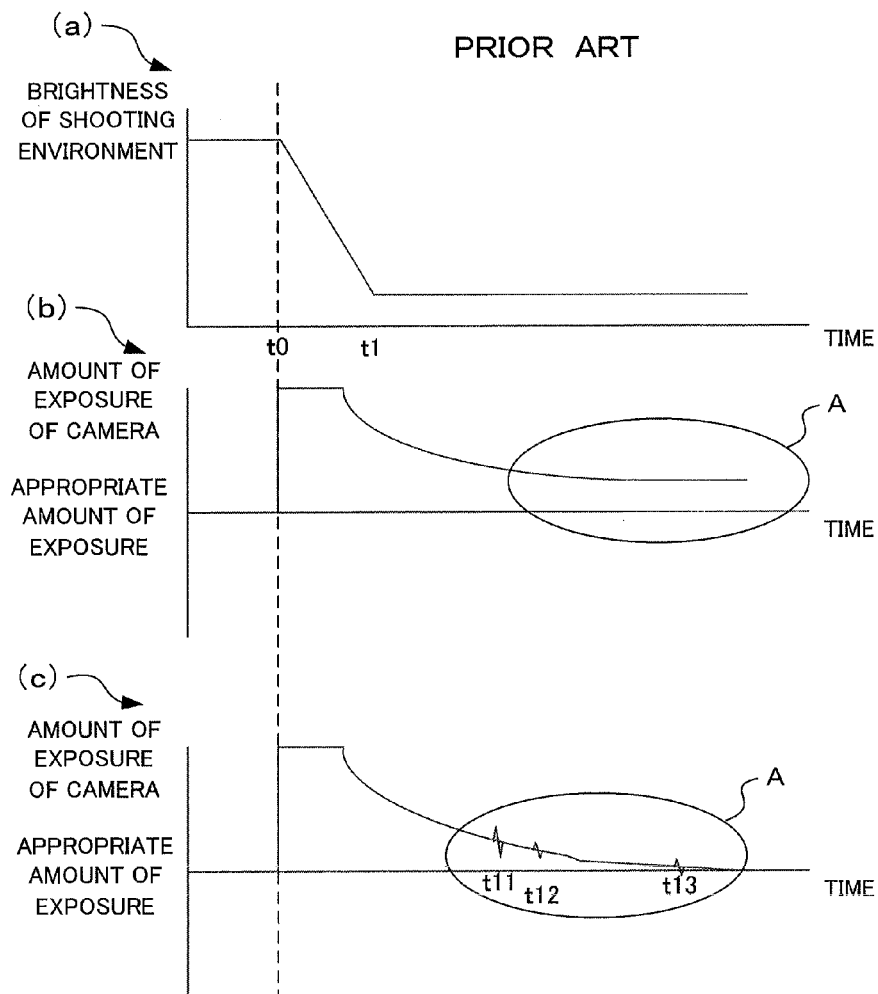 (a)
PRIOR ART
BRIGHTNESS
OF SHOOTING
ENVIRONMENT
t0
t1
TIME
(b)
AMOUNT OF
EXPOSURE
OF CAMERA
A
APPROPRIATE
AMOUNT OF
EXPOSURE
TIME
(c)
AMOUNT OF
EXPOSURE
OF CAMERA
A
APPROPRIATE
AMOUNT OF
EXPOSURE
t11
t12
t13
TIME